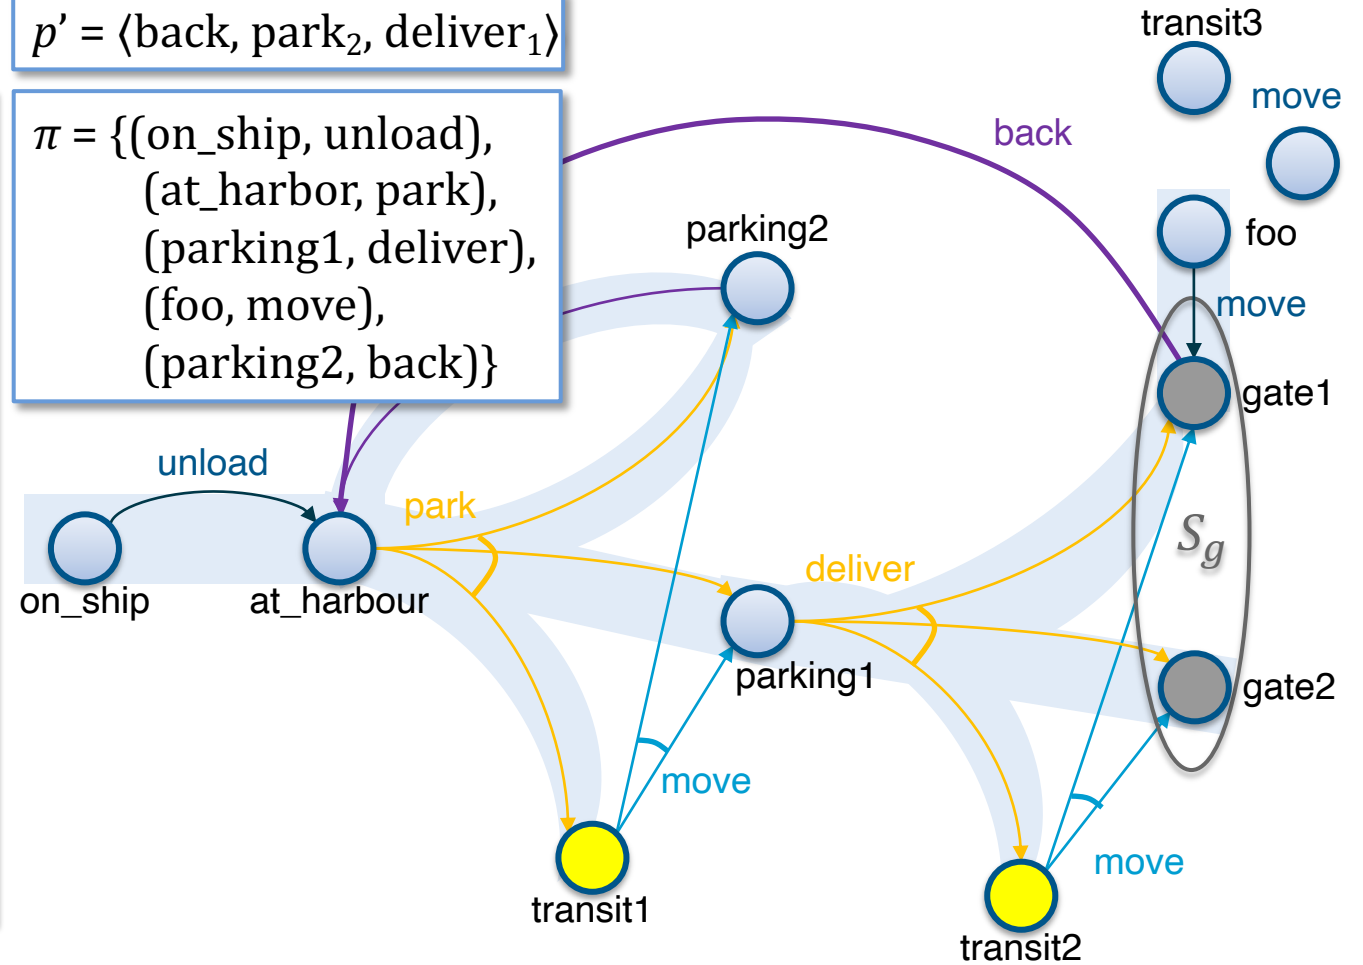 p’ = ⟨back, park₂, deliver₁⟩
π = {(on_ship, unload),
(at_harbor, park),
(parking1, deliver),
(foo, move),
(parking2, back)}
transit3
move
back
foo
parking2
move
gate1
unload
park
S_g
deliver
on_ship
at_harbour
parking1
gate2
move
move
transit1
transit2